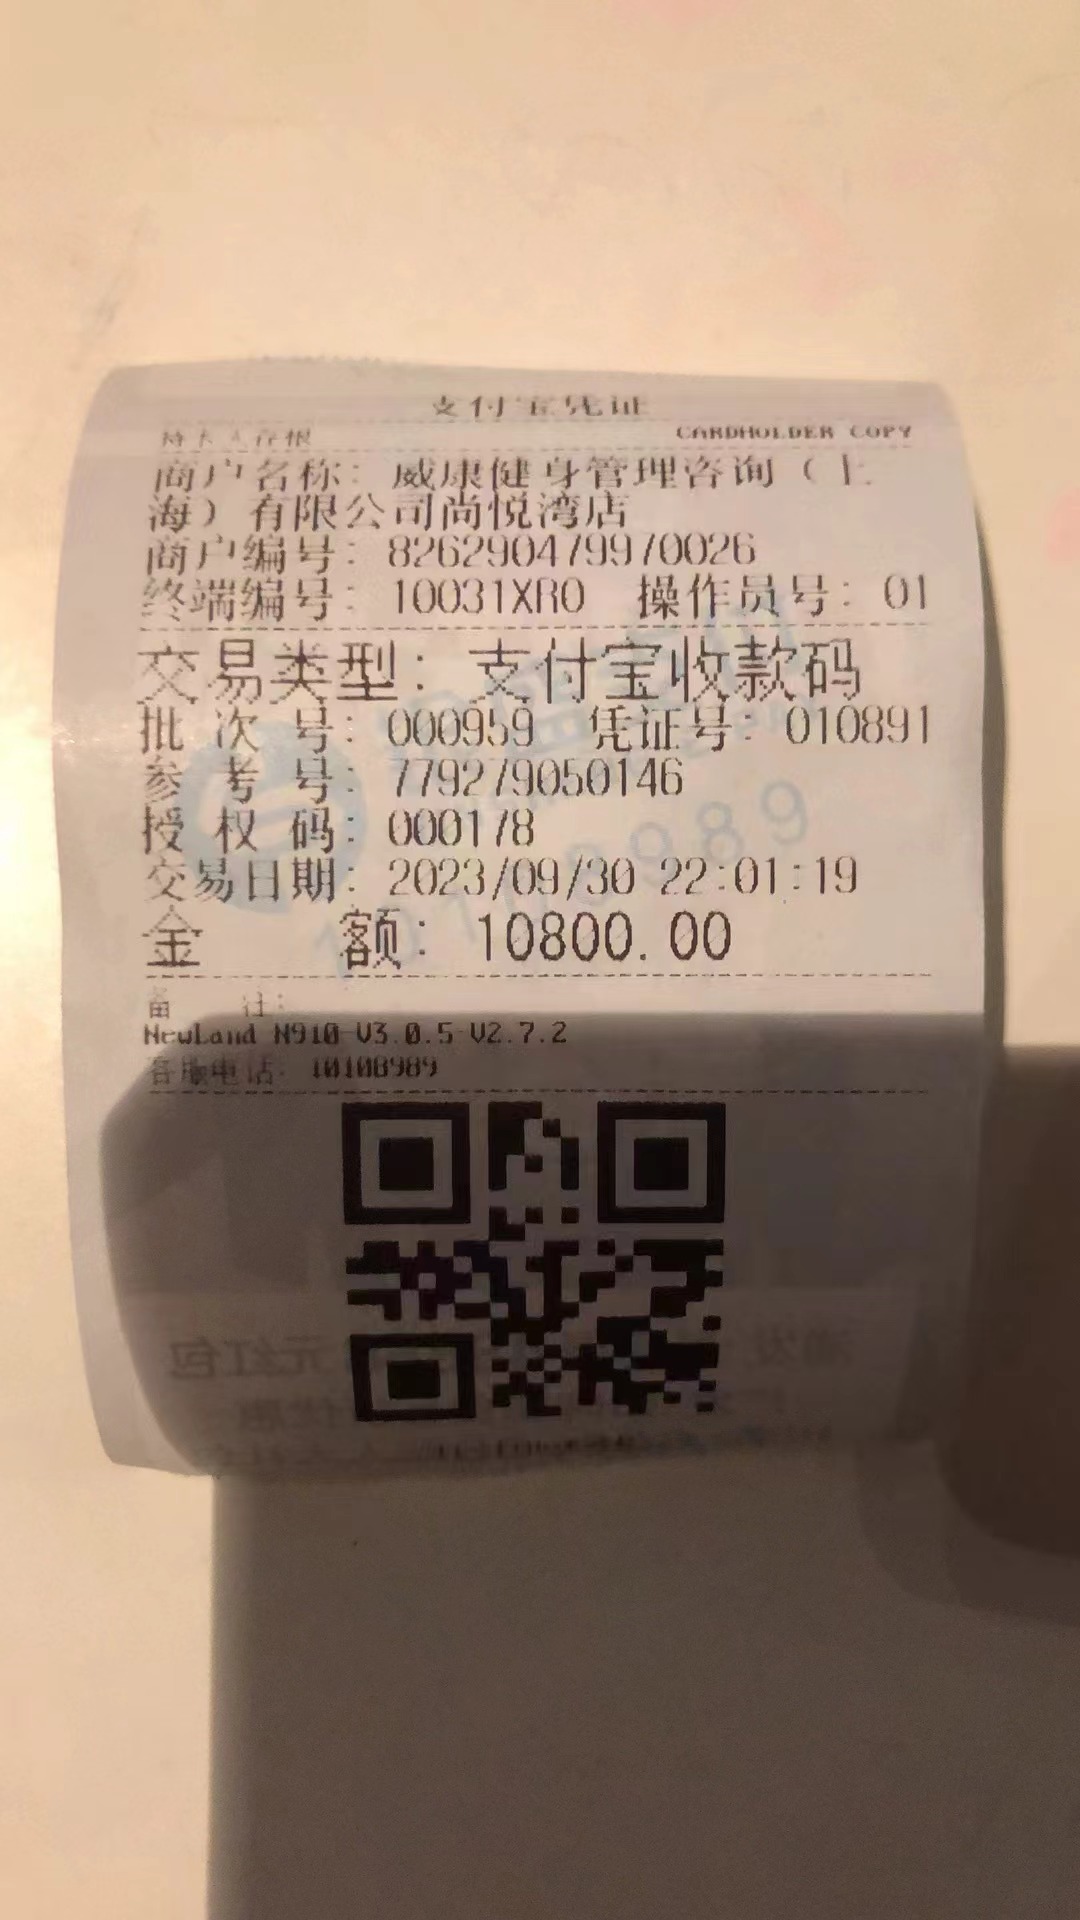 支付宝凭证
持卡人存根 CARDHOLDER COPY
商户名称: 威康健身管理咨询(上
海)有限公司尚悦湾店
商户编号: 826290479970026
终端编号: 10031XR0 操作员号: 01
交易类型: 支付宝收款码
批次号: 000959 凭证号: 010891
参考号: 779279050146
授权码: 000178
交易日期: 2023/09/30 22:01:19
金额: 10800.00
备注:
NewLand N910-V3.0.5-V2.7.2
客服电话: 10108989